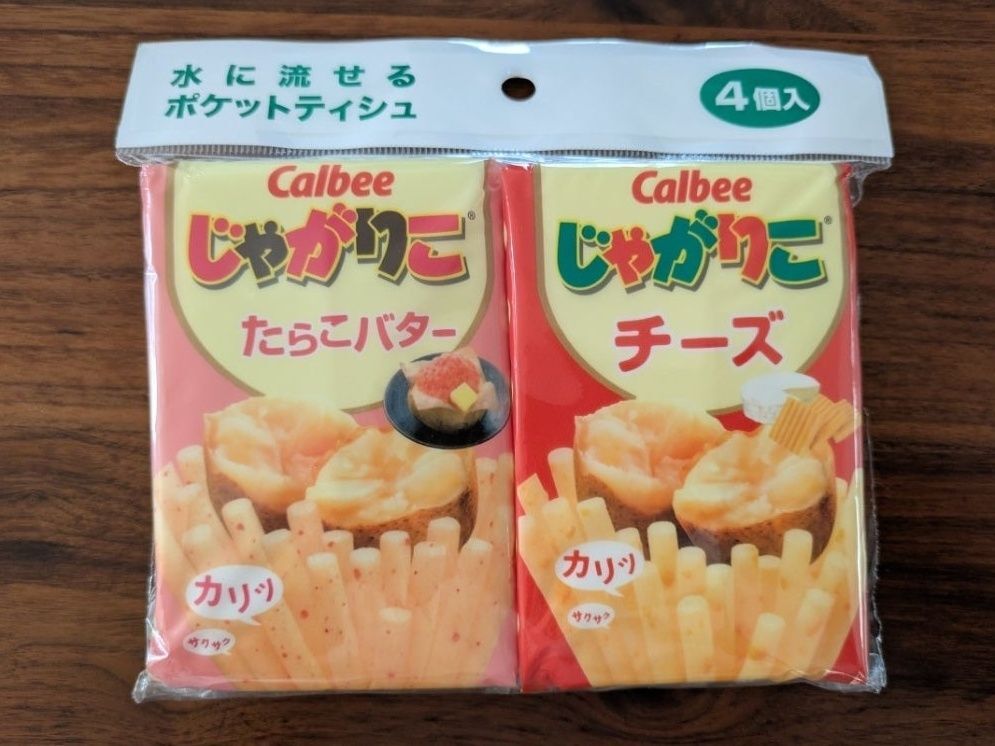 水に流せる
ポケットティシュ
4個入
Calbee
じゃがりこ®
たらこバター
カリッ
サクサク
Calbee
じゃがりこ®
チーズ
カリッ
サクサク